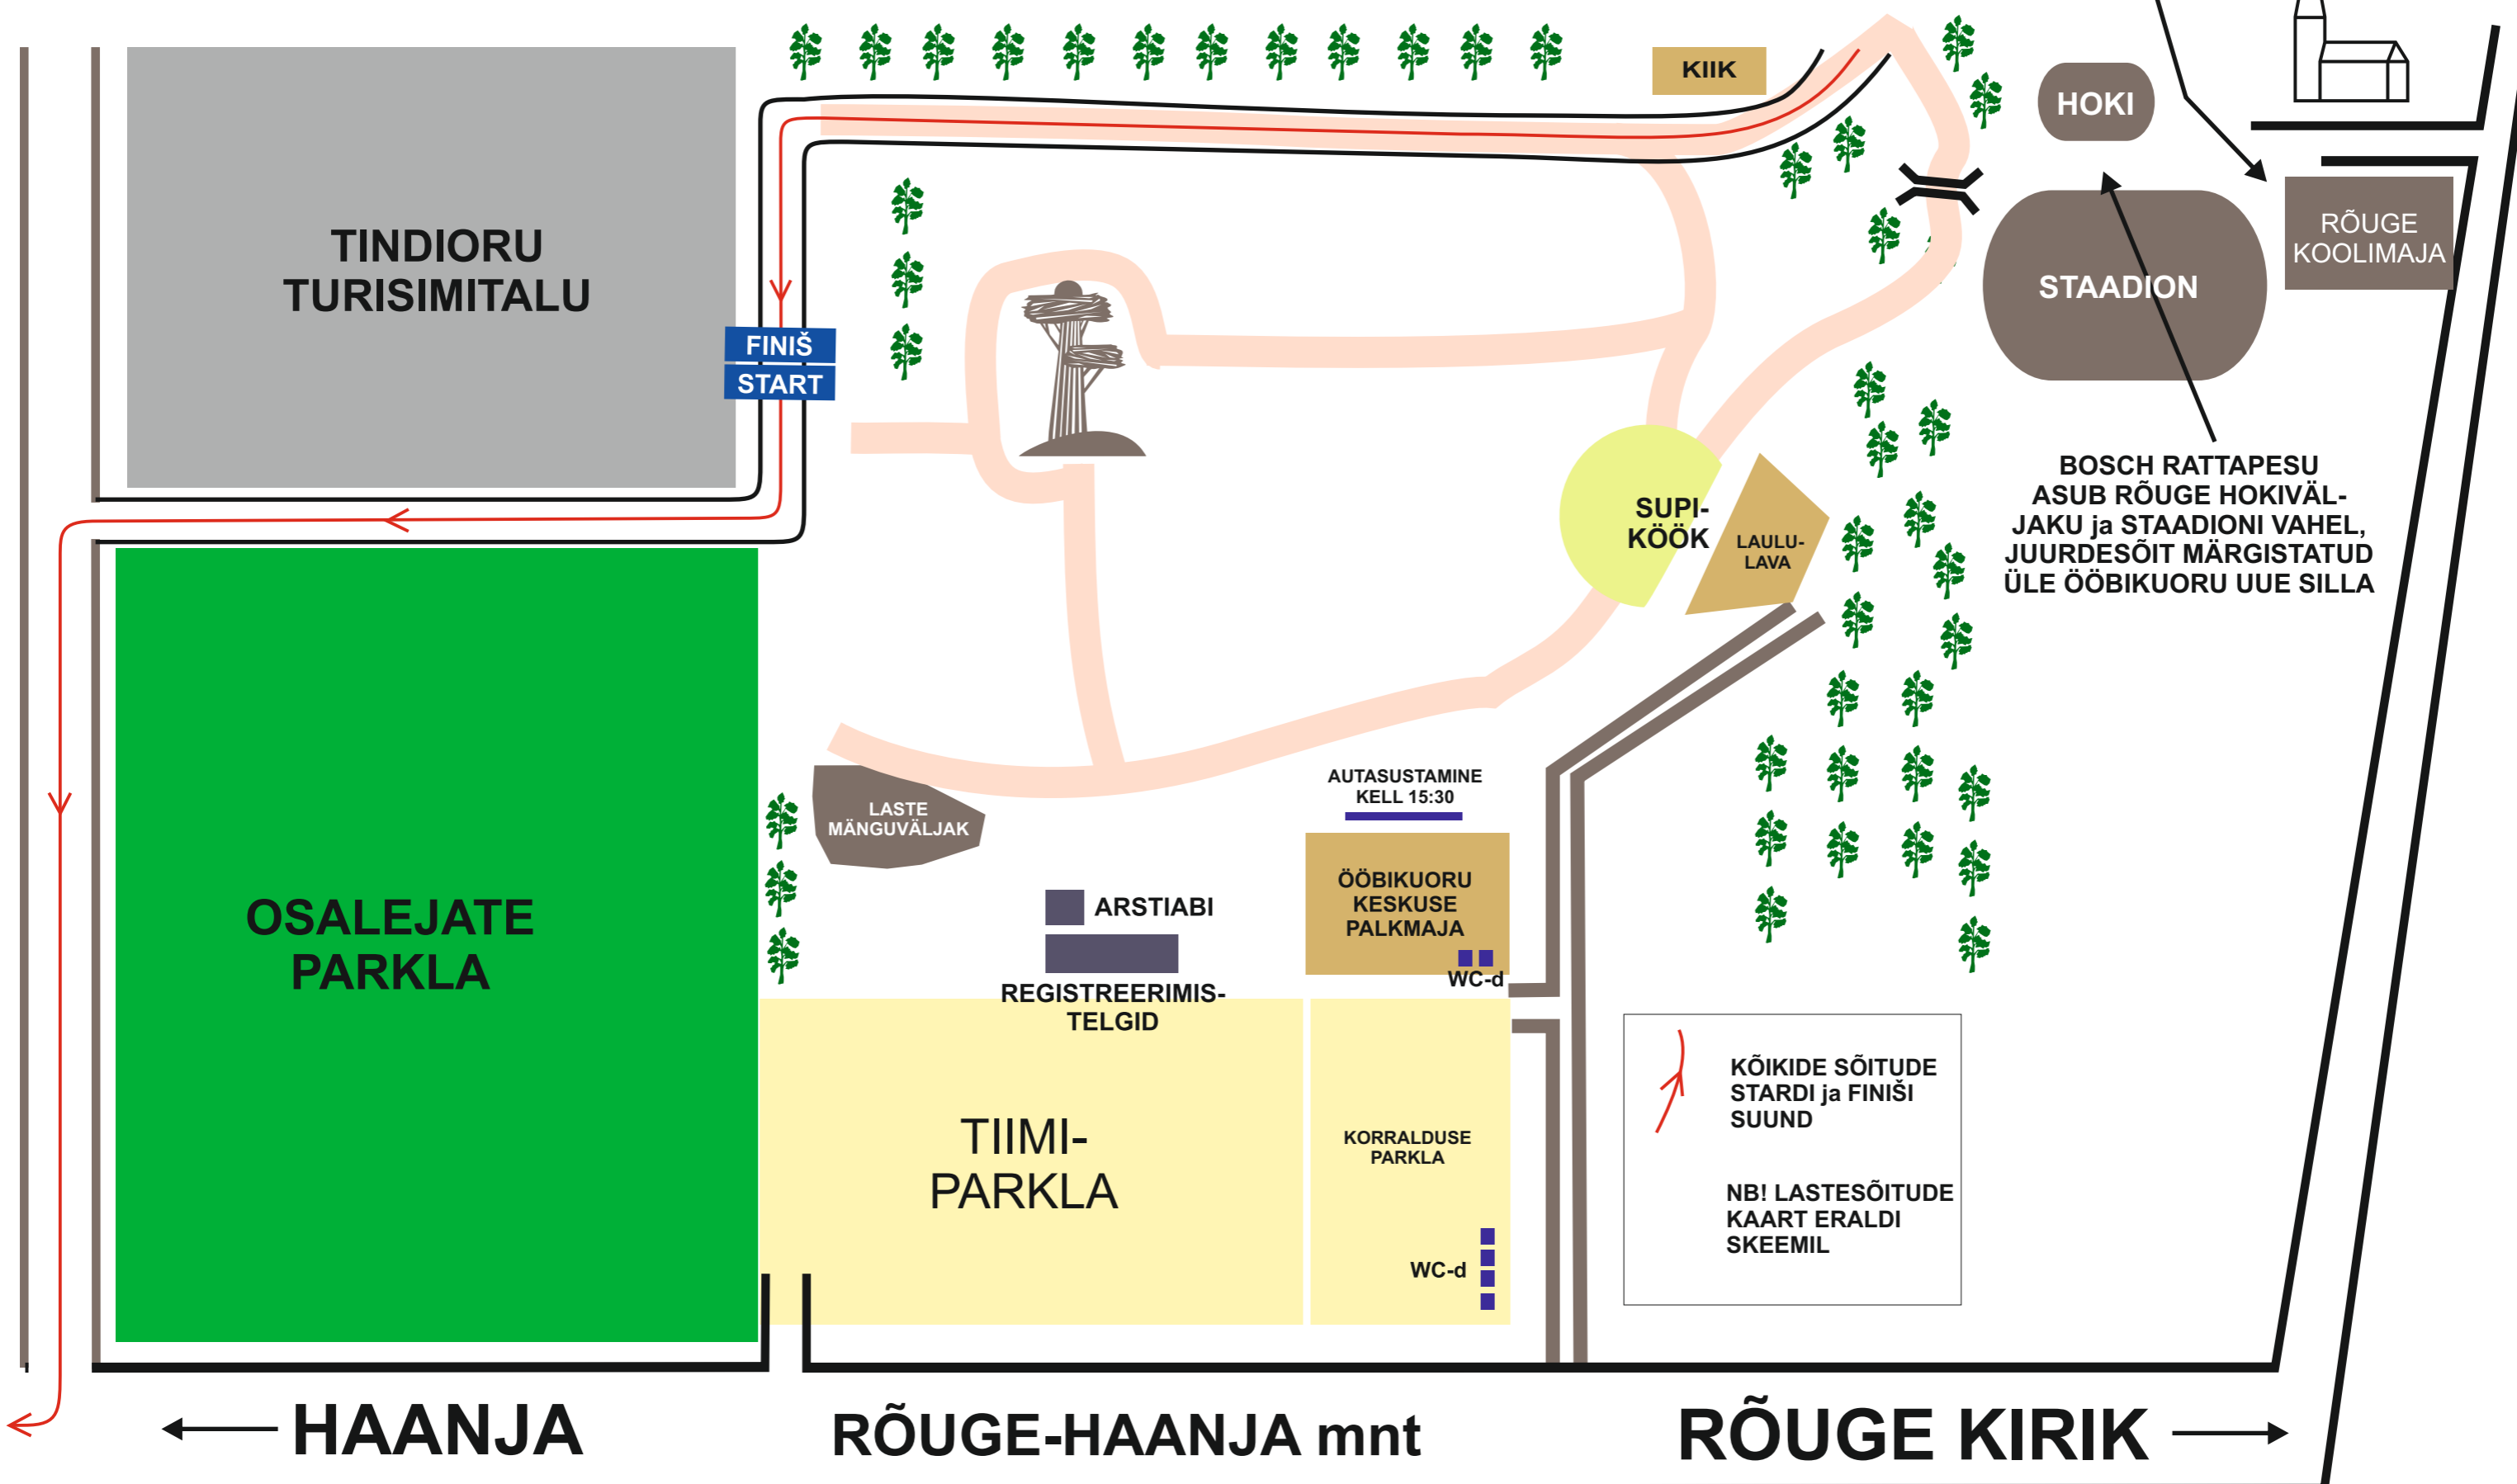 KIIK
HOKI
TINDIORU
TURISIMITALU
RÕUGE
KOOLIMAJA
STAADION
FINIŠ
START
BOSCH RATTAPESU
ASUB RÕUGE HOKIVÄL-
JAKU ja STAADIONI VAHEL,
JUURDESÕIT MÄRGISTATUD
ÜLE ÖÖBIKUORU UUE SILLA
SUPI-
KÖÖK
LAULU-
LAVA
AUTASUSTAMINE
KELL 15:30
LASTE
MÄNGUVÄLJAK
OSALEJATE
PARKLA
ARSTIABI
REGISTREERIMIS-
TELGID
ÖÖBIKUORU
KESKUSE
PALKMAJA
WC-d
TIIMI-
PARKLA
KORRALDUSE
PARKLA
WC-d
KÕIKIDE SÕITUDE
STARDI ja FINIŠI
SUUND
NB! LASTESÕITUDE
KAART ERALDI
SKEEMIL
HAANJA
RÕUGE-HAANJA mnt
RÕUGE KIRIK